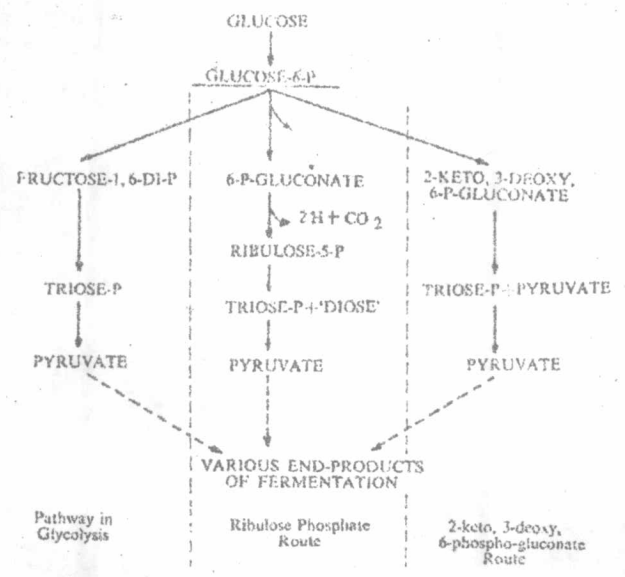 GLUCOSE
GLUCOSE-6-P
FRUCTOSE-1, 6-DI-P
6-P-GLUCONATE
2-KETO, 3-DEOXY,
6-P-GLUCONATE
2H + CO2
RIBULOSE-5-P
TRIOSE-P
TRIOSE-P+'DIOSE'
TRIOSE-P+PYRUVATE
PYRUVATE
PYRUVATE
PYRUVATE
VARIOUS END-PRODUCTS
OF FERMENTATION
Pathway in
Glycolysis
Ribulose Phosphate
Route
2-keto, 3-deoxy,
6-phospho-gluconate
Route